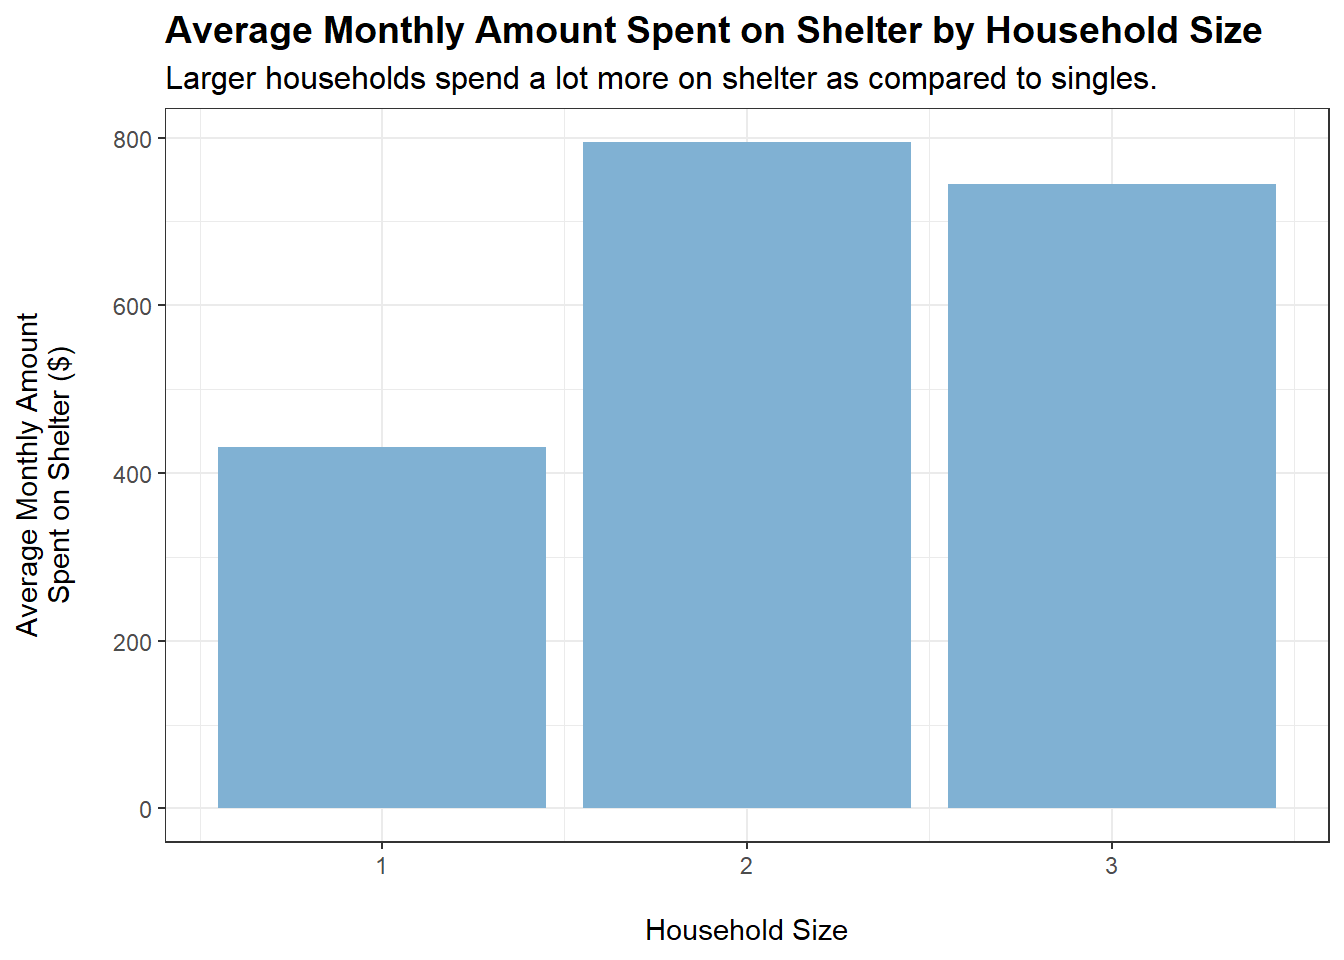 Average Monthly Amount Spent on Shelter by Household Size
Larger households spend a lot more on shelter as compared to singles.
Average Monthly Amount
Spent on Shelter ($)
800
600
400
200
0
1
2
3
Household Size